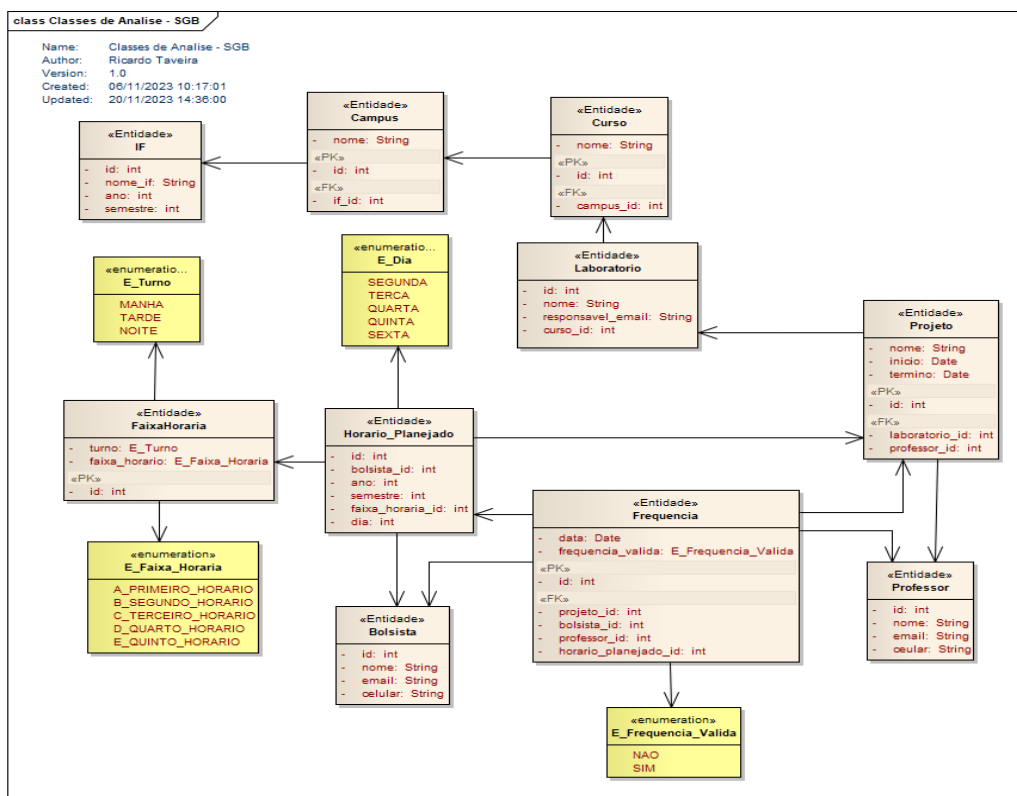 class Classes de Analise - SGB
Name: Classes de Analise - SGB
Author: Ricardo Taveira
Version: 1.0
Created: 06/11/2023 10:17:01
Updated: 20/11/2023 14:36:00
«Entidade»
IF
- id: int
- nome_if: String
- ano: int
- semestre: int
«Entidade»
Campus
- nome: String
«PK»
- id: int
«FK»
- if_id: int
«Entidade»
Curso
- nome: String
«PK»
- id: int
«FK»
- campus_id: int
«enumeratio...
E_Turno
MANHA
TARDE
NOITE
«enumeratio...
E_Dia
SEGUNDA
TERCA
QUARTA
QUINTA
SEXTA
«Entidade»
Laboratorio
- id: int
- nome: String
- responsavel_email: String
- curso_id: int
«Entidade»
Projeto
- nome: String
- inicio: Date
- termino: Date
«PK»
- id: int
«FK»
- laboratorio_id: int
- professor_id: int
«Entidade»
FaixaHoraria
- turno: E_Turno
- faixa_horario: E_Faixa_Horaria
«PK»
- id: int
«Entidade»
Horario_Planejado
- id: int
- bolsista_id: int
- ano: int
- semestre: int
- faixa_horaria_id: int
- dia: int
«Entidade»
Frequencia
- data: Date
- frequencia_valida: E_Frequencia_Valida
«PK»
- id: int
«FK»
- projeto_id: int
- bolsista_id: int
- professor_id: int
- horario_planejado_id: int
«enumeration»
E_Faixa_Horaria
A_PRIMEIRO_HORARIO
B_SEGUNDO_HORARIO
C_TERCEIRO_HORARIO
D_QUARTO_HORARIO
E_QUINTO_HORARIO
«Entidade»
Bolsista
- id: int
- nome: String
- email: String
- celular: String
«Entidade»
Professor
- id: int
- nome: String
- email: String
- ceular: String
«enumeration»
E_Frequencia_Valida
NAO
SIM